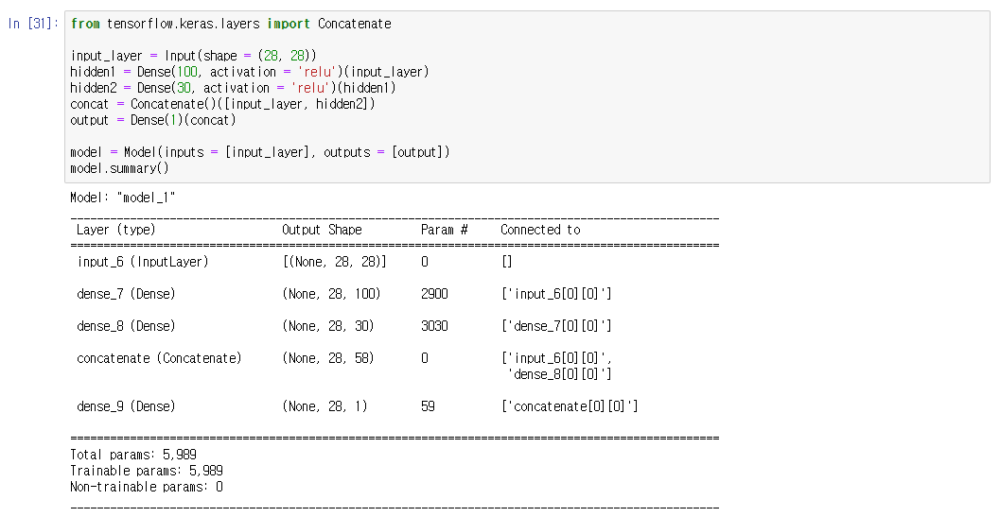 In [31]: from tensorflow.keras.layers import Concatenate
input_layer = Input(shape = (28, 28))
hidden1 = Dense(100, activation = 'relu')(input_layer)
hidden2 = Dense(30, activation = 'relu')(hidden1)
concat = Concatenate()([input_layer, hidden2])
output = Dense(1)(concat)
model = Model(inputs = [input_layer], outputs = [output])
model.summary()
Model: "model_1"
Layer (type) Output Shape Param # Connected to
input_6 (InputLayer) [(None, 28, 28)] 0 []
dense_7 (Dense) (None, 28, 100) 2900 ['input_6[0][0]']
dense_8 (Dense) (None, 28, 30) 3030 ['dense_7[0][0]']
concatenate (Concatenate) (None, 28, 58) 0 ['input_6[0][0]',
'dense_8[0][0]']
dense_9 (Dense) (None, 28, 1) 59 ['concatenate[0][0]']
Total params: 5,989
Trainable params: 5,989
Non-trainable params: 0